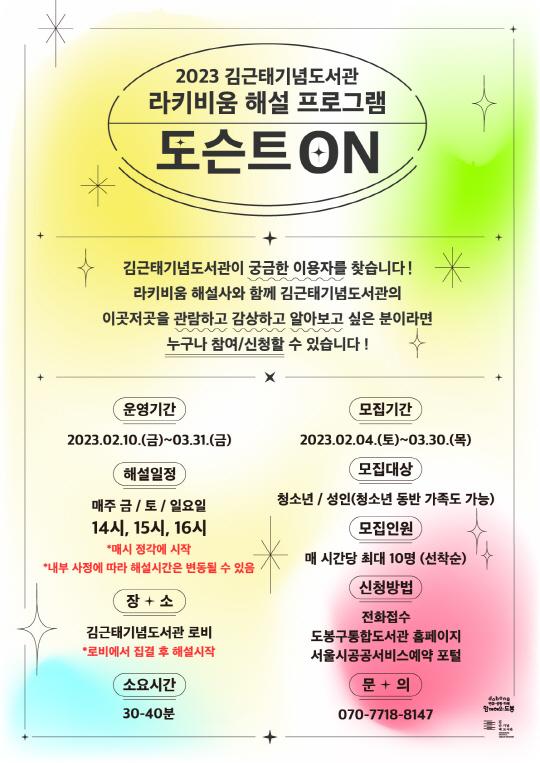 2023 김근태기념도서관
라키비움 해설 프로그램
도슨트 ON
김근태기념도서관이 궁금한 이용자를 찾습니다!
라키비움 해설사와 함께 김근태기념도서관의
이곳저곳을 관람하고 감상하고 알아보고 싶은 분이라면
누구나 참여/신청할 수 있습니다!
운영기간
2023.02.10.(금)~03.31.(금)
해설일정
매주 금 / 토 / 일요일
14시, 15시, 16시
*매시 정각에 시작
*내부 사정에 따라 해설시간은 변동될 수 있음
장 소
김근태기념도서관 로비
*로비에서 집결 후 해설시작
소요시간
30-40분
모집기간
2023.02.04.(토)~03.30.(목)
모집대상
청소년 / 성인(청소년 동반 가족도 가능)
모집인원
매 시간당 최대 10명 (선착순)
신청방법
전화접수
도봉구통합도서관 홈페이지
서울시공공서비스예약 포털
문 의
070-7718-8147